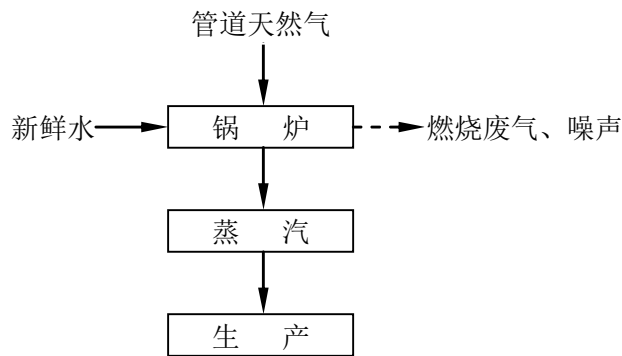 管道天然气
新鲜水
锅 炉
燃烧废气、噪声
蒸 汽
生 产